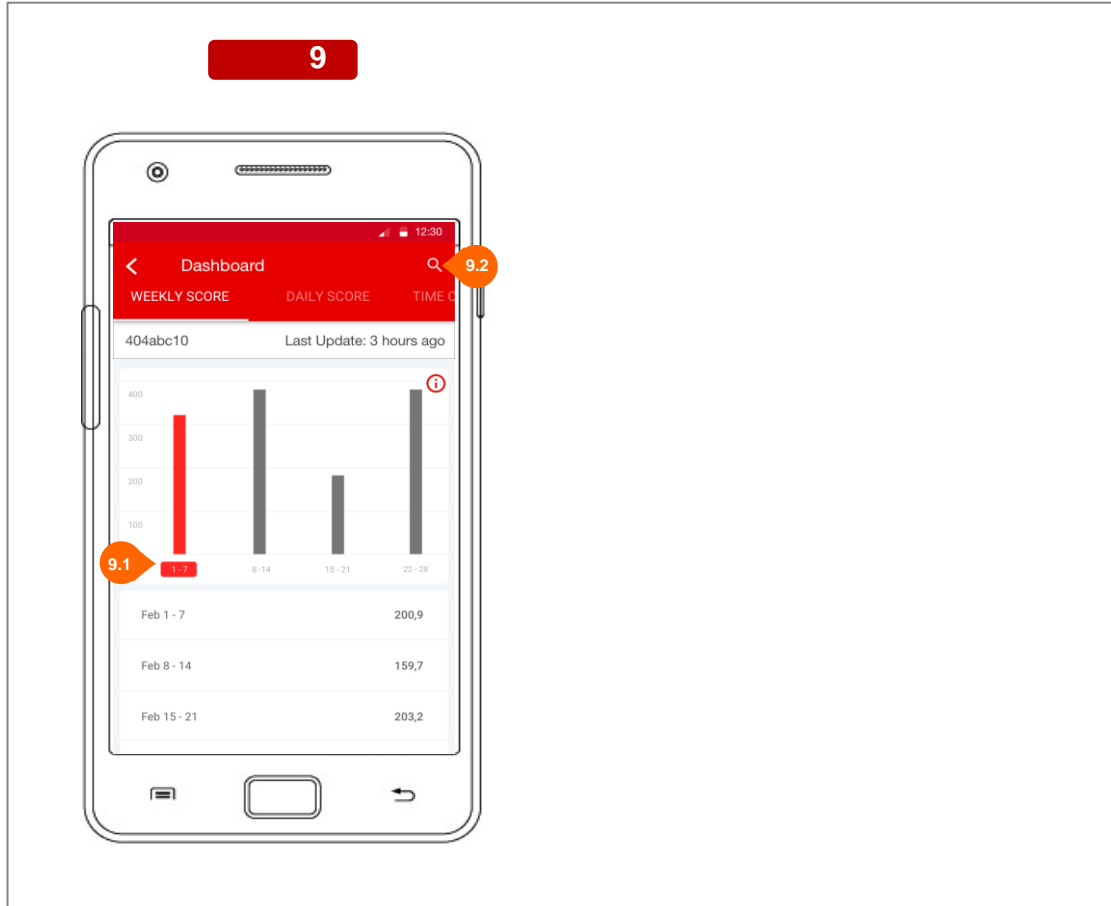 9
12:30
Dashboard
9.2
WEEKLY SCORE DAILY SCORE TIME O
404abc10 Last Update: 3 hours ago
400
300
200
100
9.1
1 - 7 8 -14 15 - 21 22 - 28
Feb 1 - 7 200,9
Feb 8 - 14 159,7
Feb 15 - 21 203,2